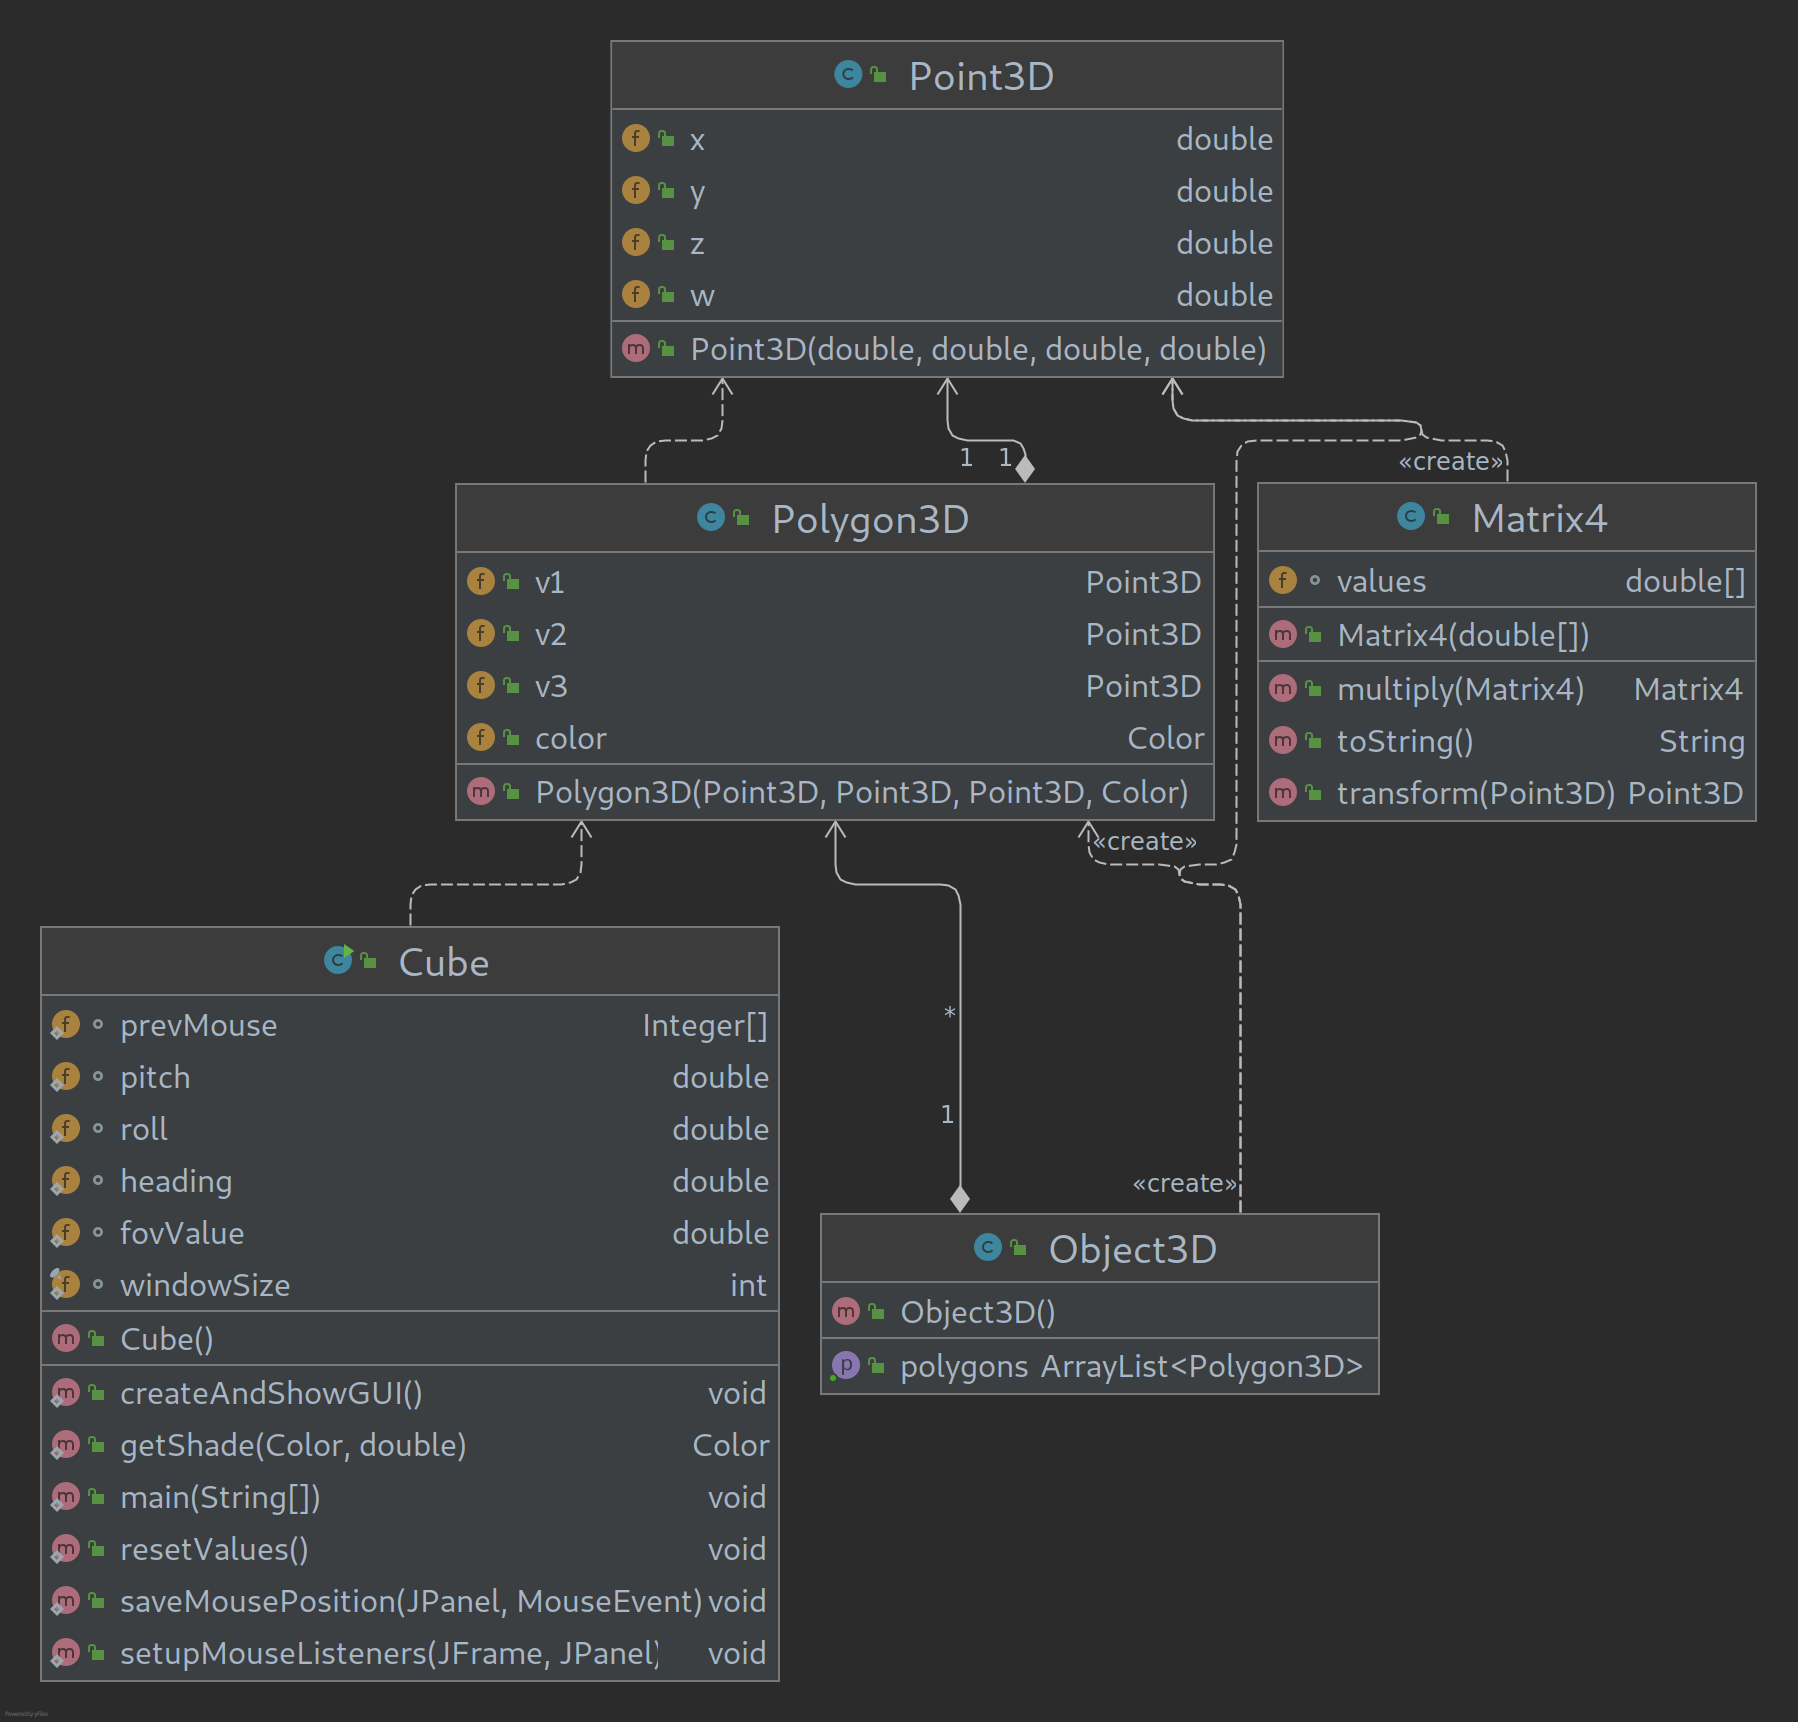 Point3D
x double
y double
z double
w double
Point3D(double, double, double, double)
1 1
«create»
Polygon3D
v1 Point3D
v2 Point3D
v3 Point3D
color Color
Polygon3D(Point3D, Point3D, Point3D, Color)
Matrix4
values double[]
Matrix4(double[])
multiply(Matrix4) Matrix4
toString() String
transform(Point3D) Point3D
«create»
Cube
prevMouse Integer[]
pitch double
roll double
heading double
fovValue double
windowSize int
Cube()
createAndShowGUI() void
getShade(Color, double) Color
main(String[]) void
resetValues() void
saveMousePosition(JPanel, MouseEvent) void
setupMouseListeners(JFrame, JPanel) void
*
1
«create»
Object3D
Object3D()
polygons ArrayList<Polygon3D>
Powered by yFiles